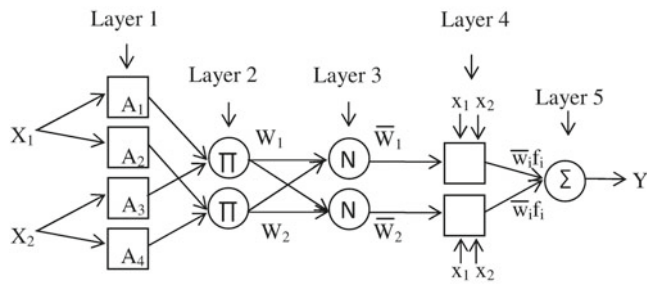 Layer 1
Layer 2
Layer 3
Layer 4
Layer 5
X₁
X₂
A₁
A₂
A₃
A₄
∏
∏
W₁
W₂
N
N
W̅₁
W̅₂
x₁ x₂
x₁ x₂
w̅ᵢfᵢ
w̅ᵢfᵢ
Σ
Y